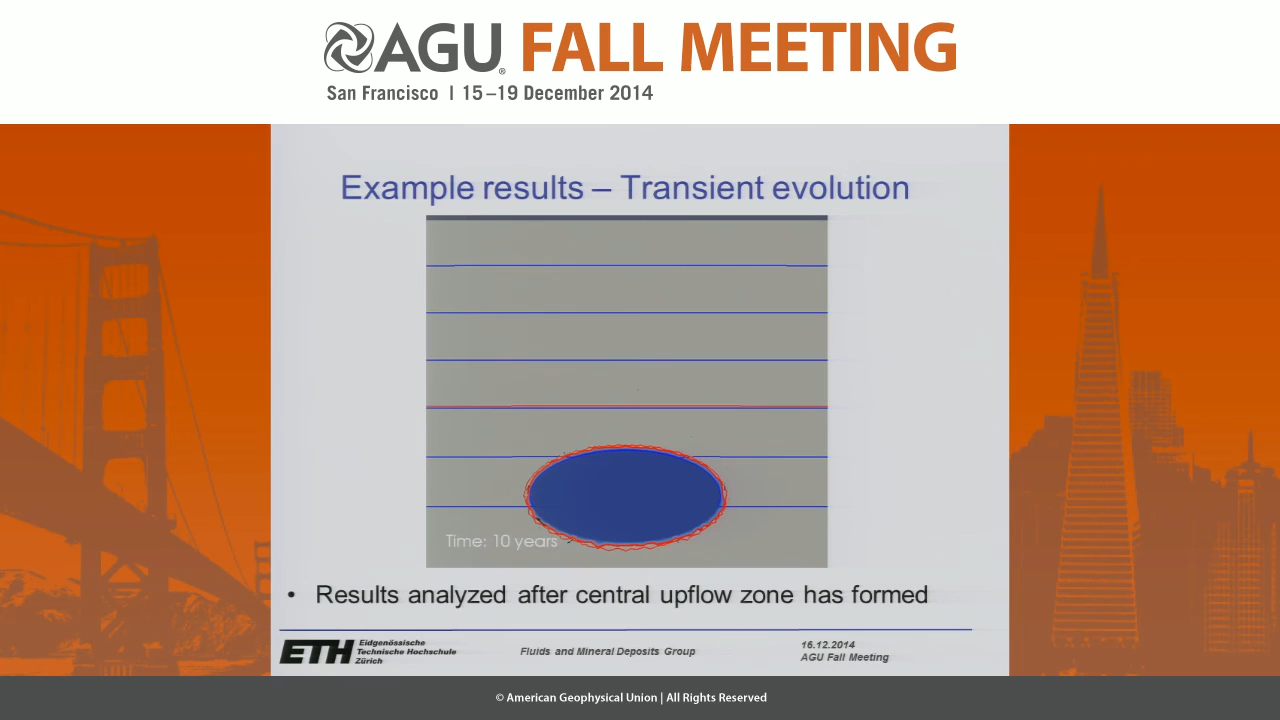 AGU® FALL MEETING
San Francisco | 15–19 December 2014
Example results – Transient evolution
Time: 10 years
• Results analyzed after central upflow zone has formed
ETH Eidgenössische
Technische Hochschule
Zürich
Fluids and Mineral Deposits Group
16.12.2014
AGU Fall Meeting
© American Geophysical Union | All Rights Reserved